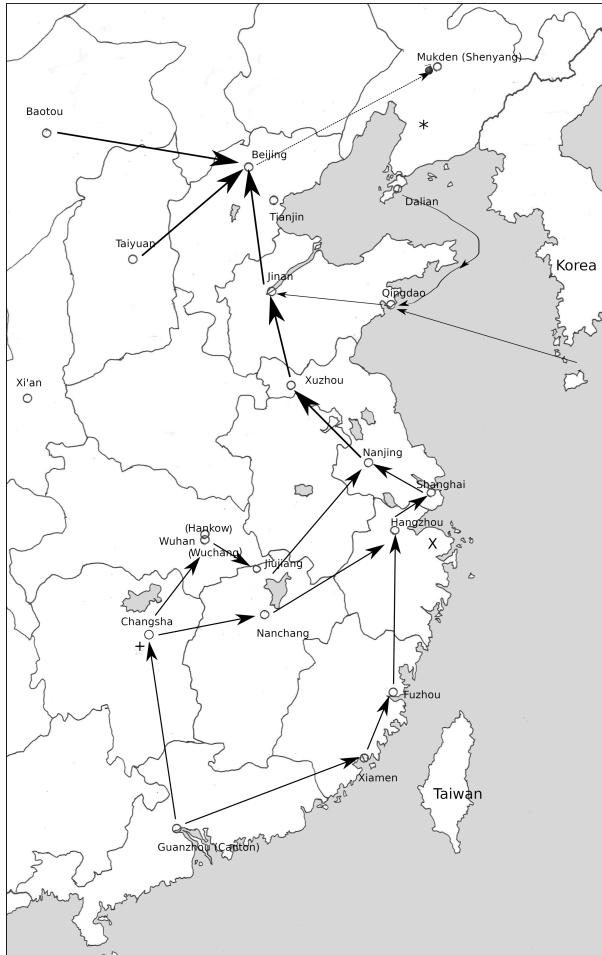 Mukden (Shenyang)
*
Baotou
Beijing
Dalian
Tianjin
Taiyuan
Korea
Jinan
Qingdao
Xuzhou
Xi'an
Nanjing
Shanghai
Hangzhou
(Hankow)
Wuhan
X
(Wuchang)
Jiujiang
Changsha
Nanchang
+
Fuzhou
Xiamen
Taiwan
Guanzhou (Canton)